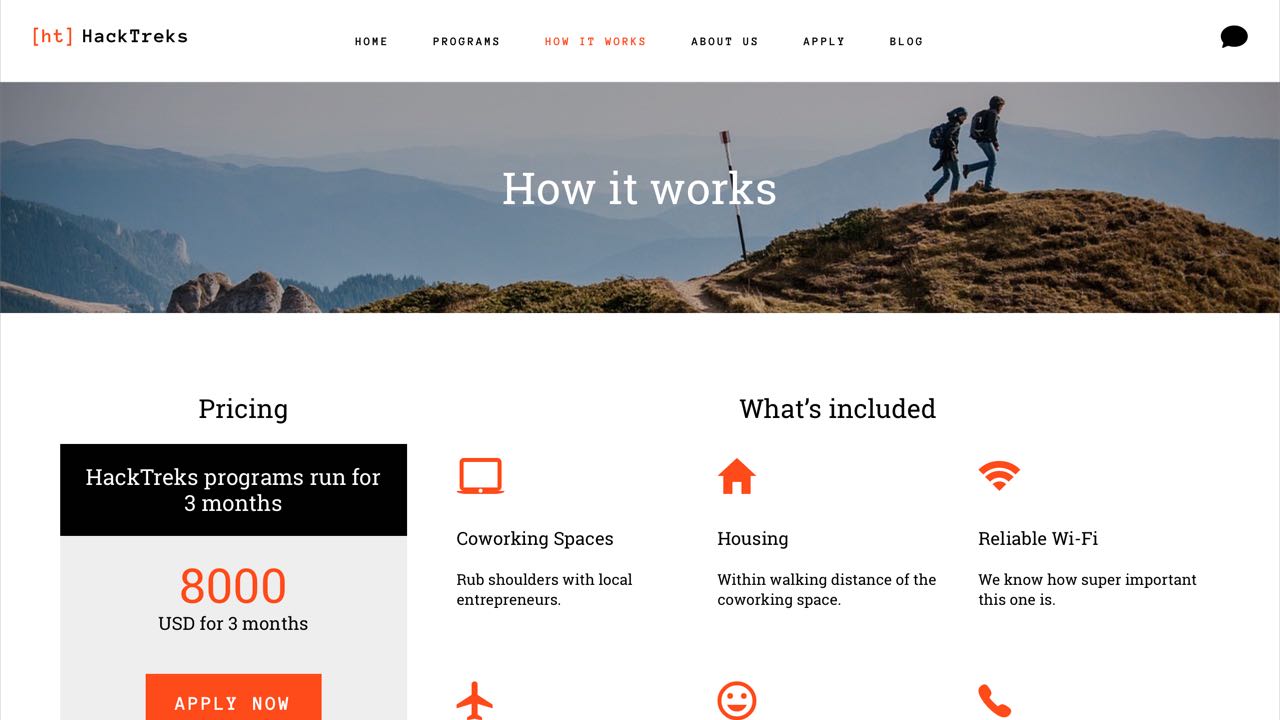 [ht] HackTreks
HOME PROGRAMS HOW IT WORKS ABOUT US APPLY BLOG
How it works
Pricing
HackTreks programs run for
3 months
8000
USD for 3 months
APPLY NOW
What’s included
Coworking Spaces
Rub shoulders with local
entrepreneurs.
Housing
Within walking distance of the
coworking space.
Reliable Wi-Fi
We know how super important
this one is.